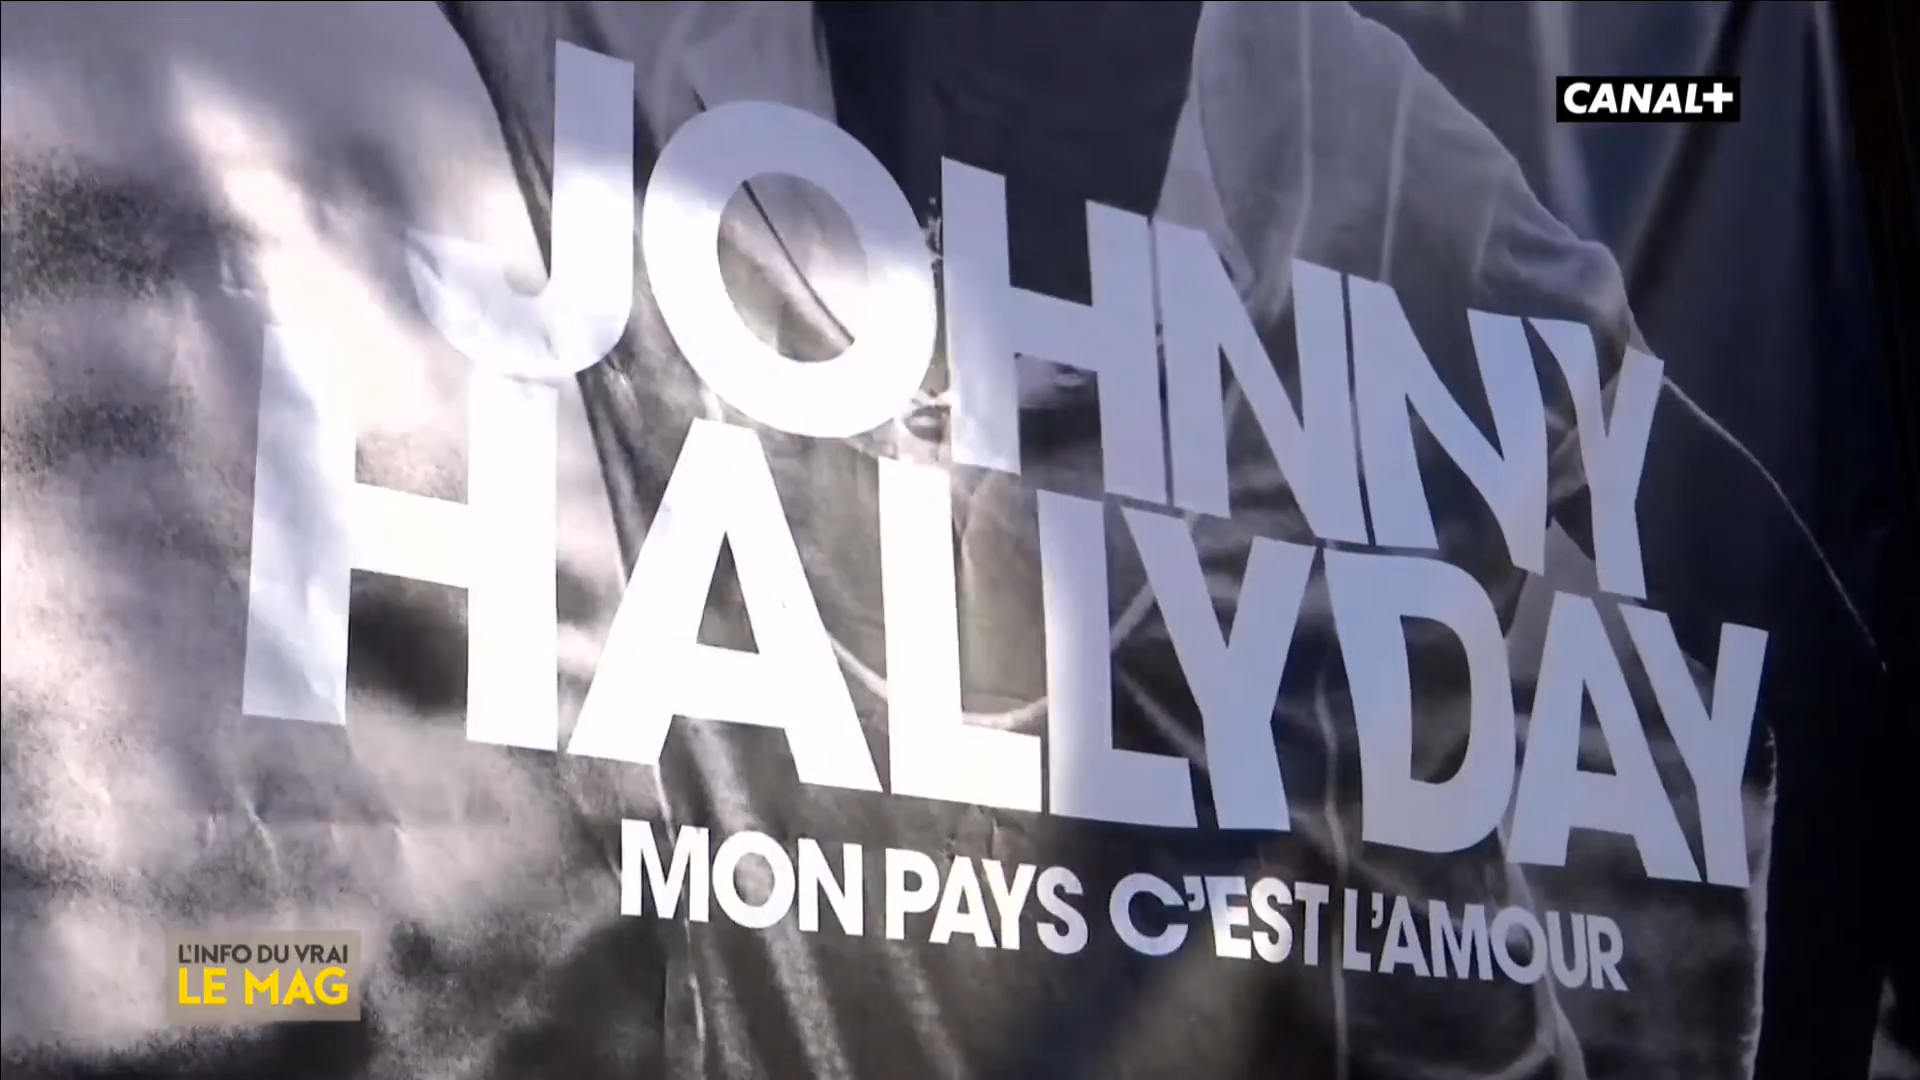 CANAL+
JOHNNY
HALLYDAY
MON PAYS C'EST L'AMOUR
L'INFO DU VRAI
LE MAG